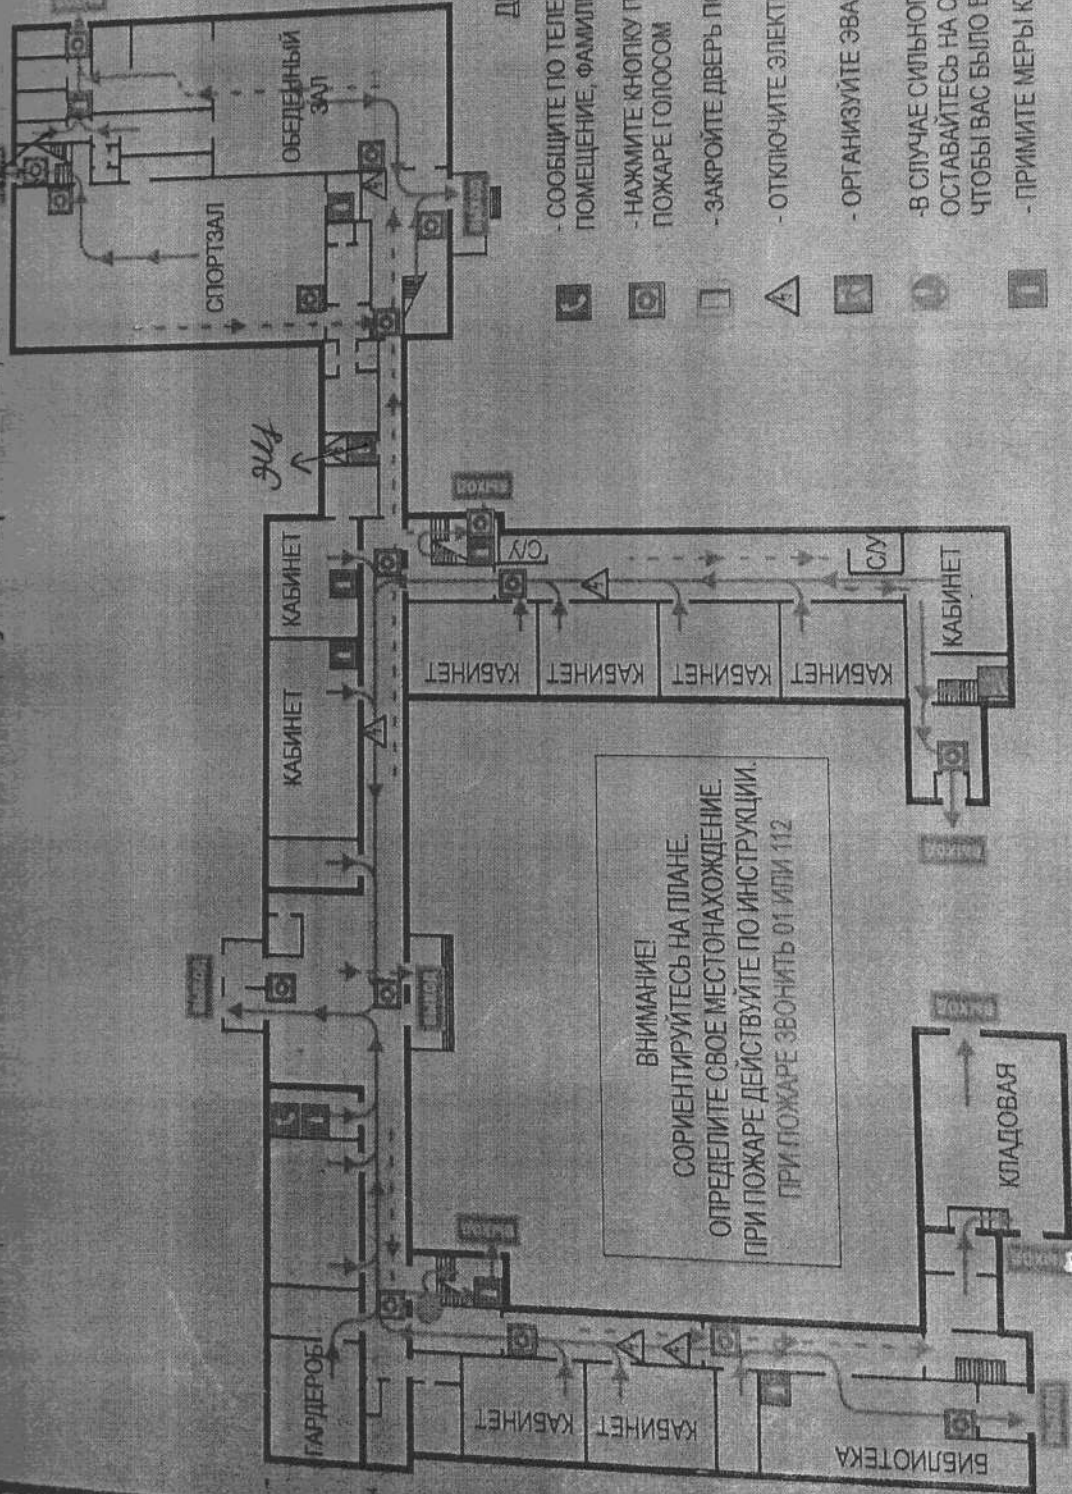 ОБЕДЕННЫЙ
ЗАЛ
СПОРТЗАЛ
ЭЩ
КАБИНЕТ
КАБИНЕТ
ГАРДЕРОБ
ВЫХОД
С/У
КАБИНЕТ
КАБИНЕТ
КАБИНЕТ
КАБИНЕТ
С/У
КАБИНЕТ
КАБИНЕТ
КАБИНЕТ
БИБЛИОТЕКА
КЛАДОВАЯ
ВЫХОД
ВНИМАНИЕ!
СОРИЕНТИРУЙТЕСЬ НА ПЛАНЕ.
ОПРЕДЕЛИТЕ СВОЕ МЕСТОНАХОЖДЕНИЕ.
ПРИ ПОЖАРЕ ДЕЙСТВУЙТЕ ПО ИНСТРУКЦИИ.
ПРИ ПОЖАРЕ ЗВОНИТЬ 01 ИЛИ 112
- СООБЩИТЕ ПО ТЕЛЕ
ПОМЕЩЕНИЕ, ФАМИЛ
- НАЖМИТЕ КНОПКУ П
ПОЖАРЕ ГОЛОСОМ
- ЗАКРОЙТЕ ДВЕРЬ П
- ОТКЛЮЧИТЕ ЭЛЕКТ
- ОРГАНИЗУЙТЕ ЭВА
-В СЛУЧАЕ СИЛЬНОГ
ОСТАВАЙТЕСЬ НА
ЧТОБЫ ВАС БЫЛО
- ПРИМИТЕ МЕРЫ К